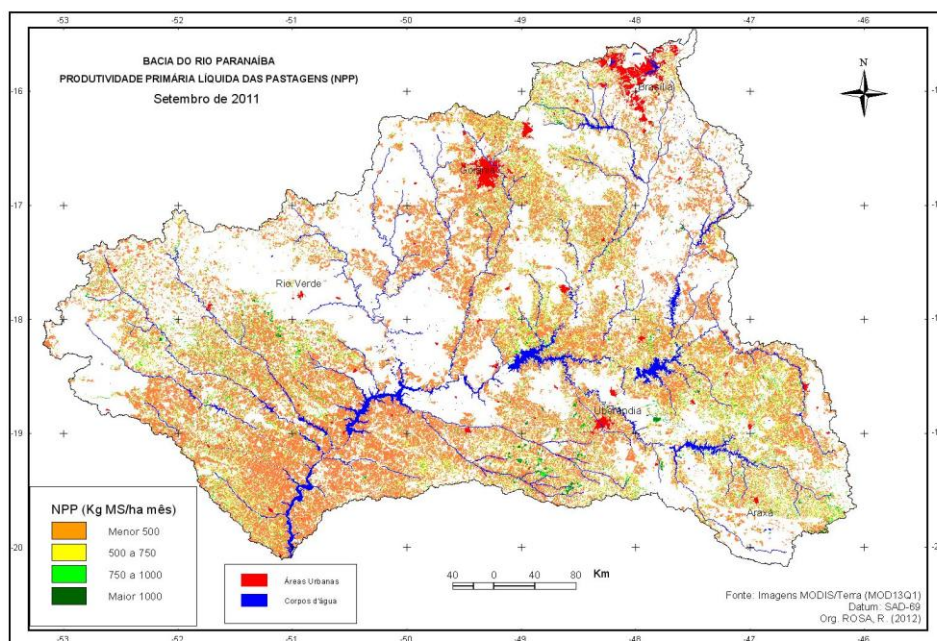 -53 -52 -51 -50 -49 -48 -47 -46
BACIA DO RIO PARANAÍBA
PRODUTIVIDADE PRIMÁRIA LÍQUIDA DAS PASTAGENS (NPP)
Setembro de 2011
N
-16
Brasília
-17
Rio Verde
-18
Uberlândia
-19
Araxá
-20
NPP (Kg MS/ha mês)
Menor 500
500 a 750
750 a 1000
Maior 1000
Áreas Urbanas
Corpos d'água
40 0 40 80 Km
Fonte: Imagens MODIS/Terra (MOD13Q1)
Datum: SAD-69
Org. ROSA, R. (2012)
-53 -52 -51 -50 -49 -48 -47 -46